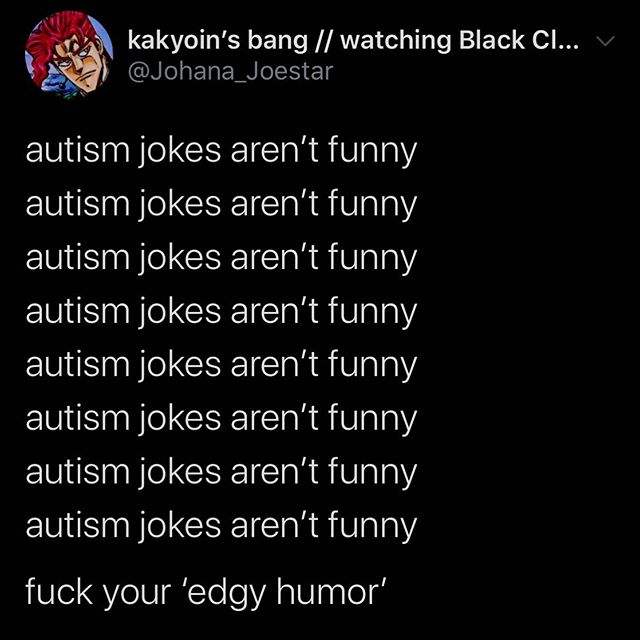 kakyoin’s bang // watching Black Cl...
@Johana_Joestar
autism jokes aren’t funny
autism jokes aren’t funny
autism jokes aren’t funny
autism jokes aren’t funny
autism jokes aren’t funny
autism jokes aren’t funny
autism jokes aren’t funny
autism jokes aren’t funny
fuck your ’edgy humor’